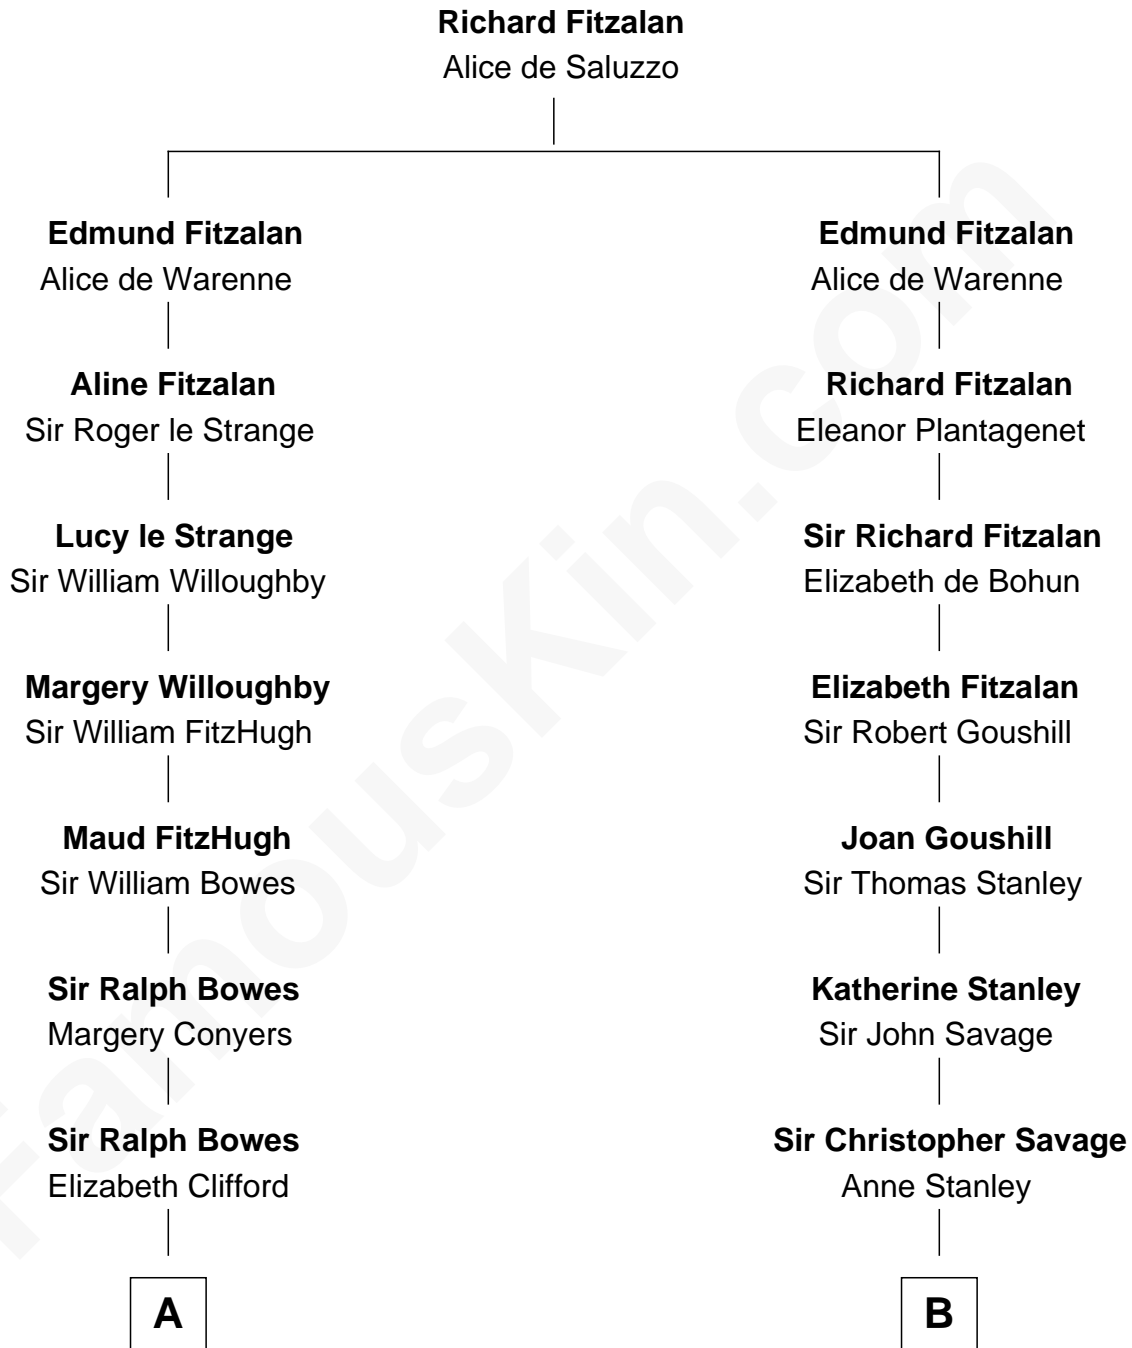 Richard Fitzalan
Alice de Saluzzo
Edmund Fitzalan
Alice de Warenne
Aline Fitzalan
Sir Roger le Strange
Lucy le Strange
Sir William Willoughby
Margery Willoughby
Sir William FitzHugh
Maud FitzHugh
Sir William Bowes
Sir Ralph Bowes
Margery Conyers
Sir Ralph Bowes
Elizabeth Clifford
A
Edmund Fitzalan
Alice de Warenne
Richard Fitzalan
Eleanor Plantagenet
Sir Richard Fitzalan
Elizabeth de Bohun
Elizabeth Fitzalan
Sir Robert Goushill
Joan Goushill
Sir Thomas Stanley
Katherine Stanley
Sir John Savage
Sir Christopher Savage
Anne Stanley
B
FamousKin.com